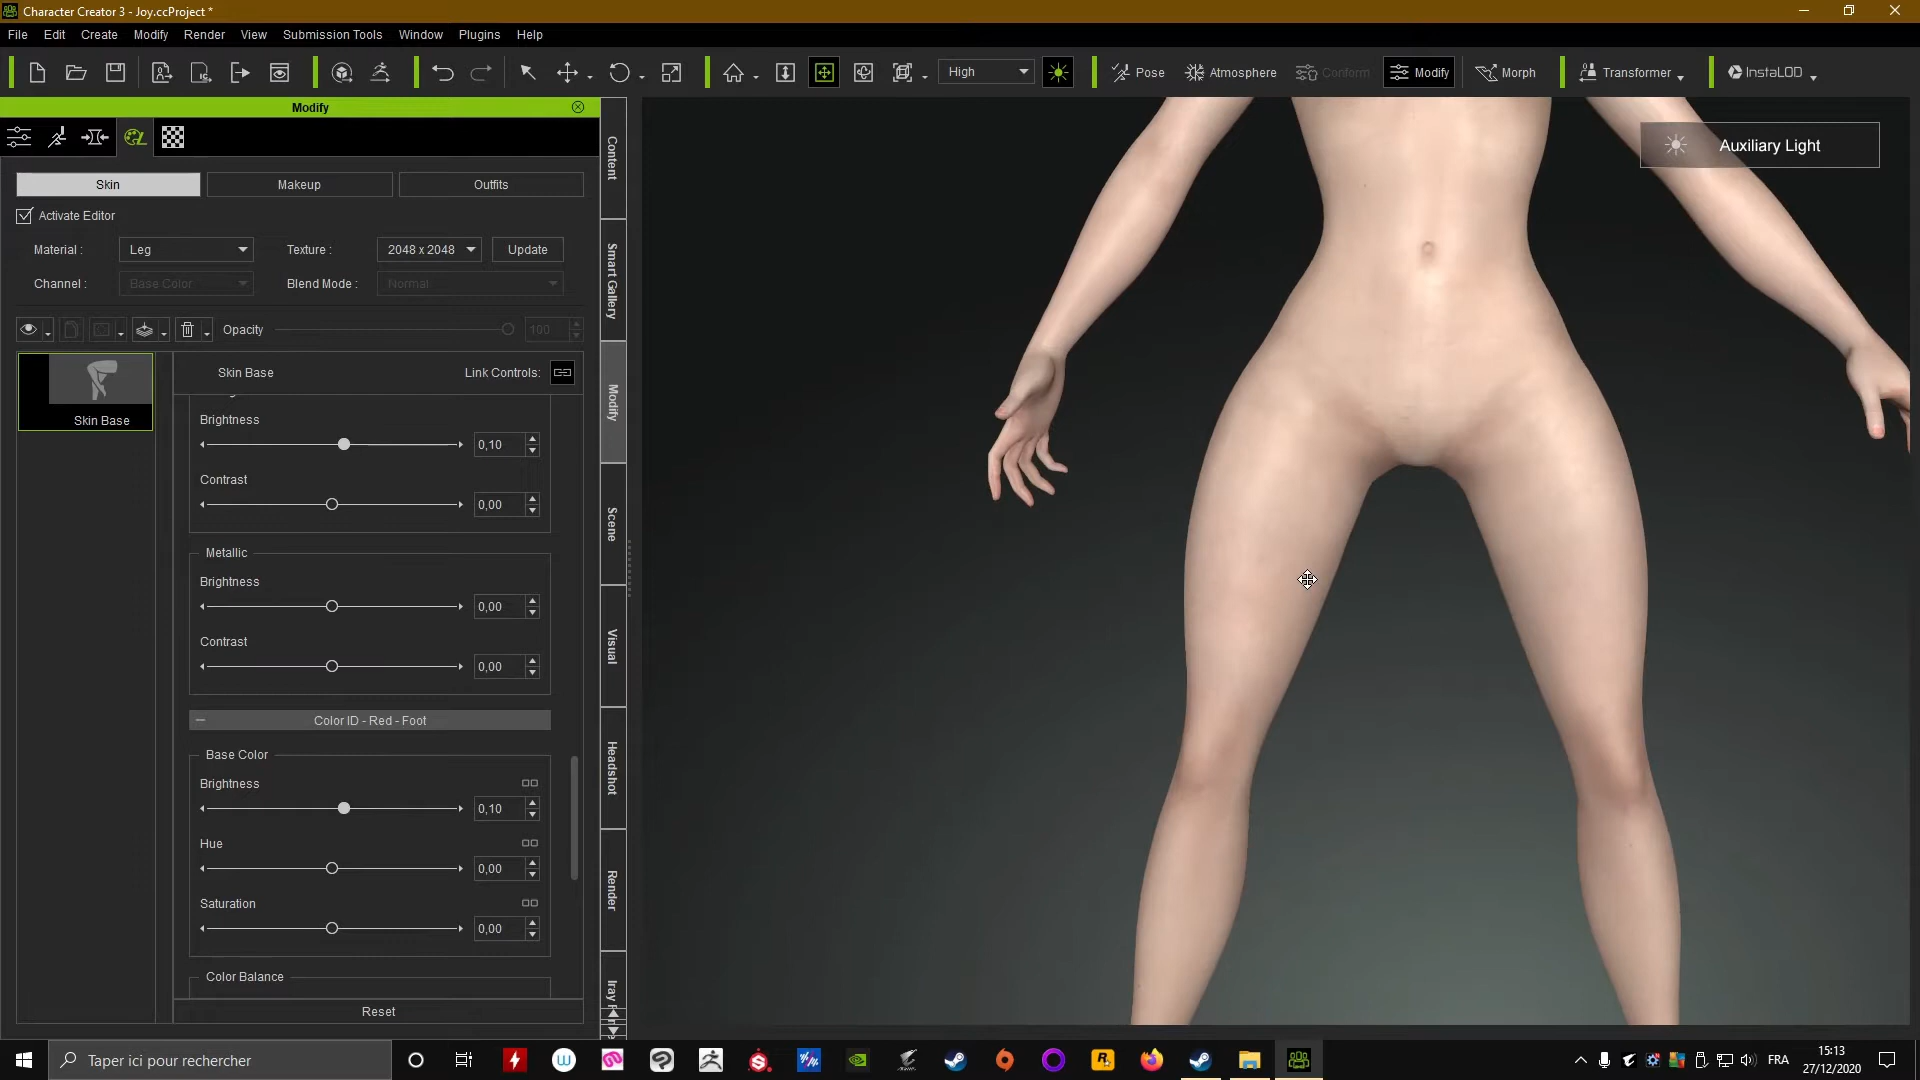 Character Creator 3 - Joy.ccProject *
File Edit Create Modify Render View Submission Tools Window Plugins Help
High Pose Atmosphere Conform Modify Morph Transformer InstaLOD
Modify
Skin Makeup Outfits
Activate Editor
Material : Leg Texture : 2048 x 2048 Update
Channel : Base Color Blend Mode : Normal
Opacity 100
Skin Base Link Controls:
Skin Base
Brightness
0,10
Contrast
0,00
Metallic
Brightness
0,00
Contrast
0,00
Color ID - Red - Foot
Base Color
Brightness
0,10
Hue
0,00
Saturation
0,00
Color Balance
Reset
Content
Smart Gallery
Modify
Scene
Visual
Headshot
Render
Iray
Auxiliary Light
Taper ici pour rechercher
FRA
15:13
27/12/2020